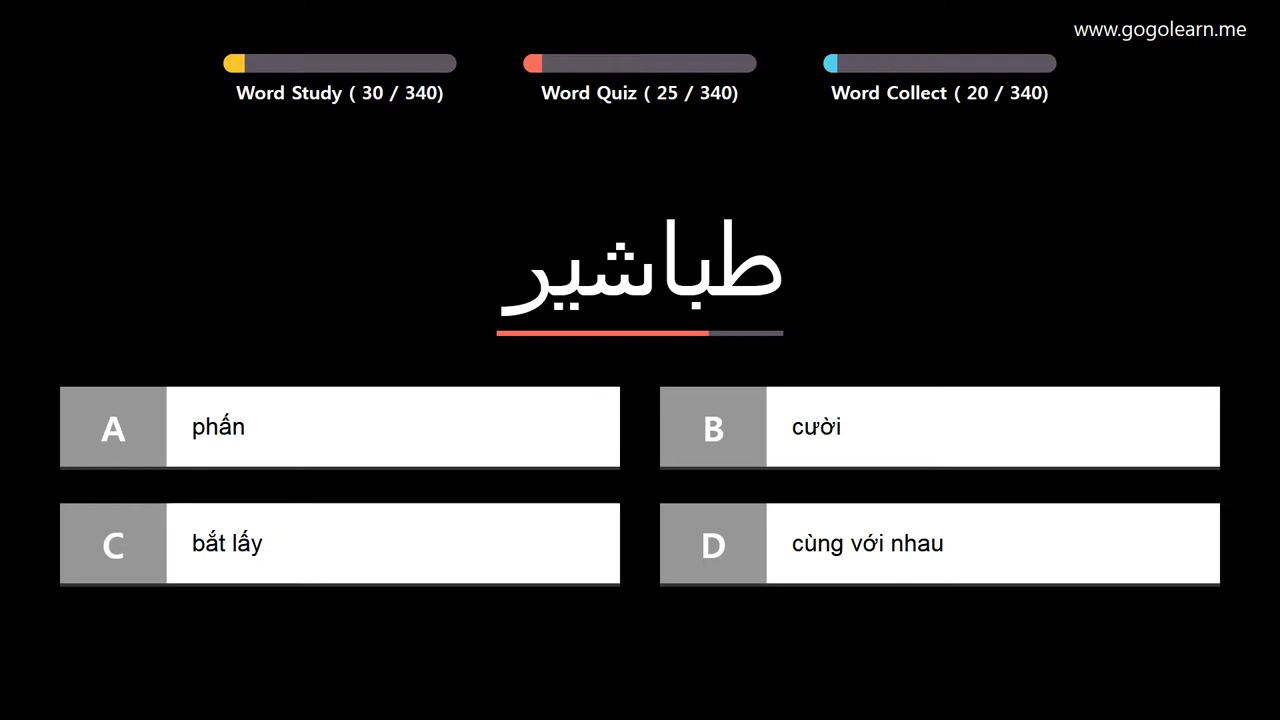 www.gogolearn.me
Word Study ( 30 / 340)
Word Quiz ( 25 / 340)
Word Collect ( 20 / 340)
طباشير
A
phấn
B
cười
C
bắt lấy
D
cùng với nhau